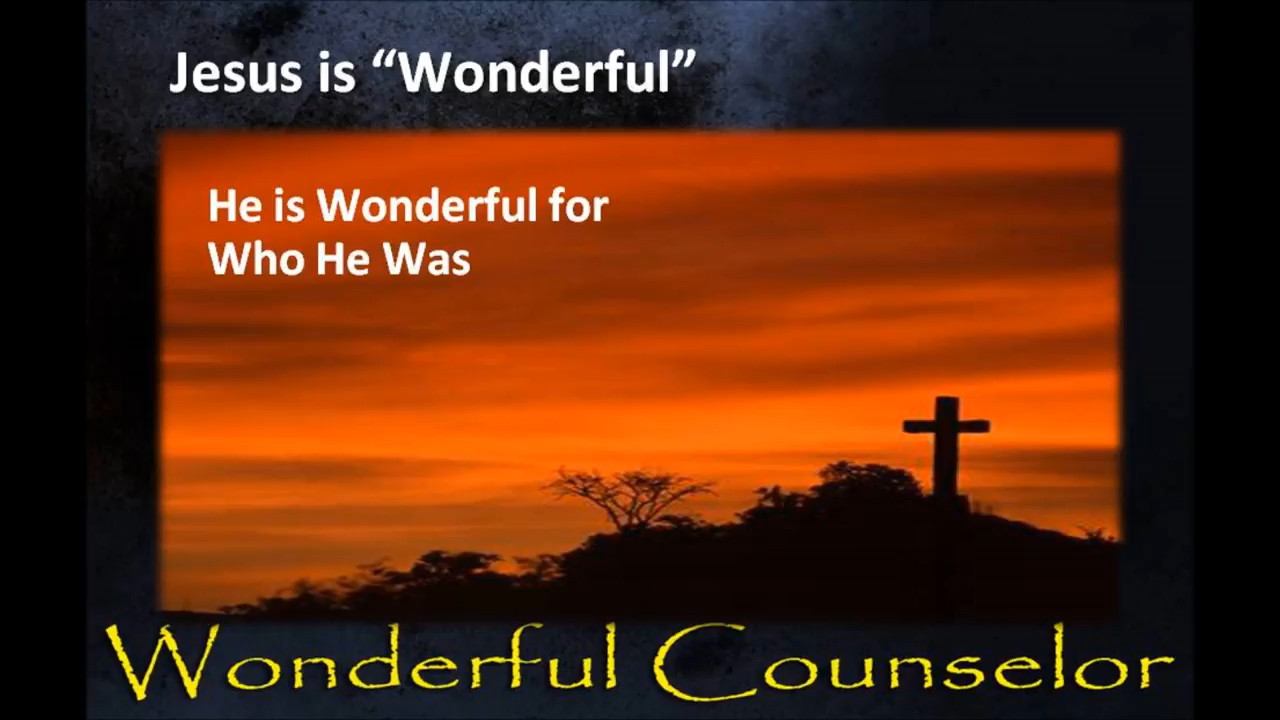 Jesus is “Wonderful”
He is Wonderful for
Who He Was
Wonderful Counselor